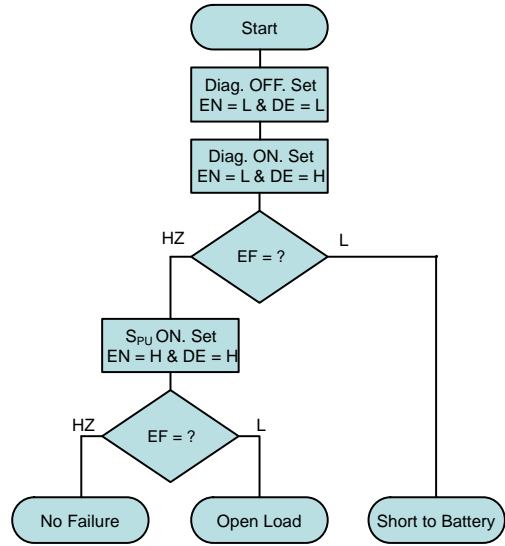 Start
Diag. OFF. Set
EN = L & DE = L
Diag. ON. Set
EN = L & DE = H
HZ
EF = ?
L
SPU ON. Set
EN = H & DE = H
HZ
EF = ?
L
No Failure
Open Load
Short to Battery